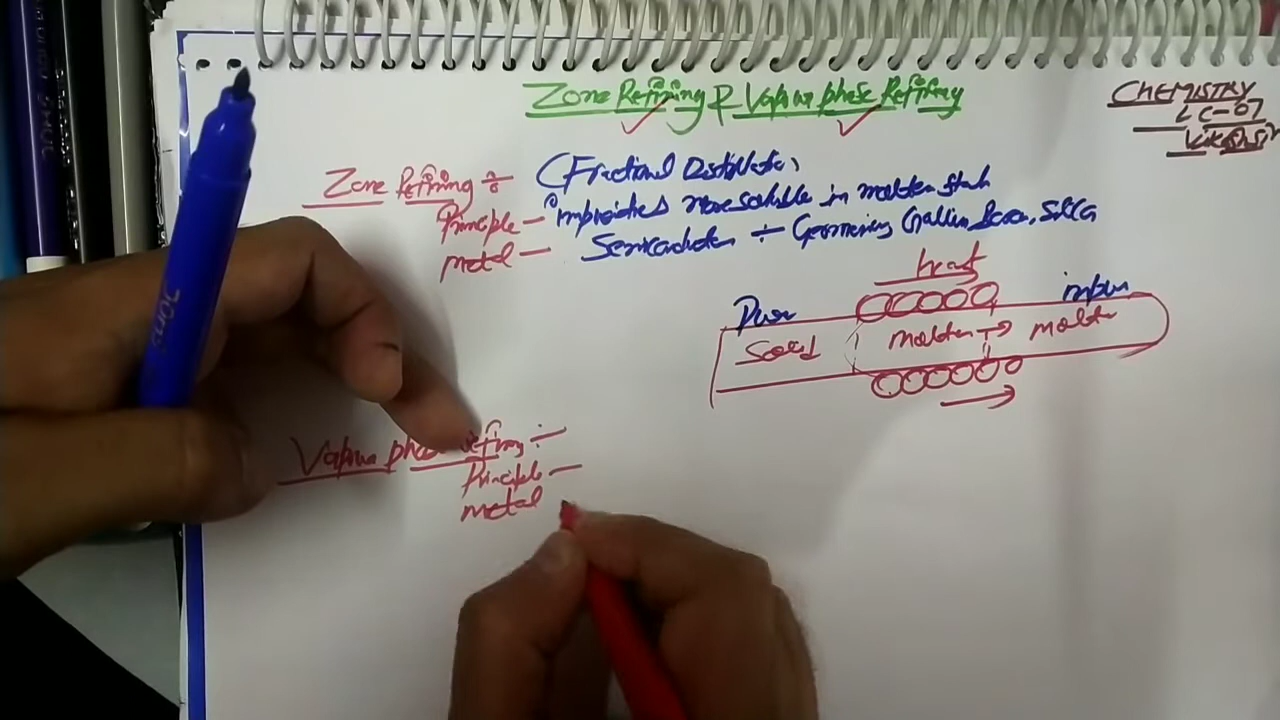 Zone Refining & Vapour phase Refining
CHEMISTRY
LC-07
Zone Refining ÷ (Fractional Distillation
Principle - impurities more soluble in molten state
metal - Semiconductor ÷ Germanium Gallium Boron, Silicon
heat
Pure
impure
Solid
molten →
molten
Vapour phase refining ÷
Principle -
metal